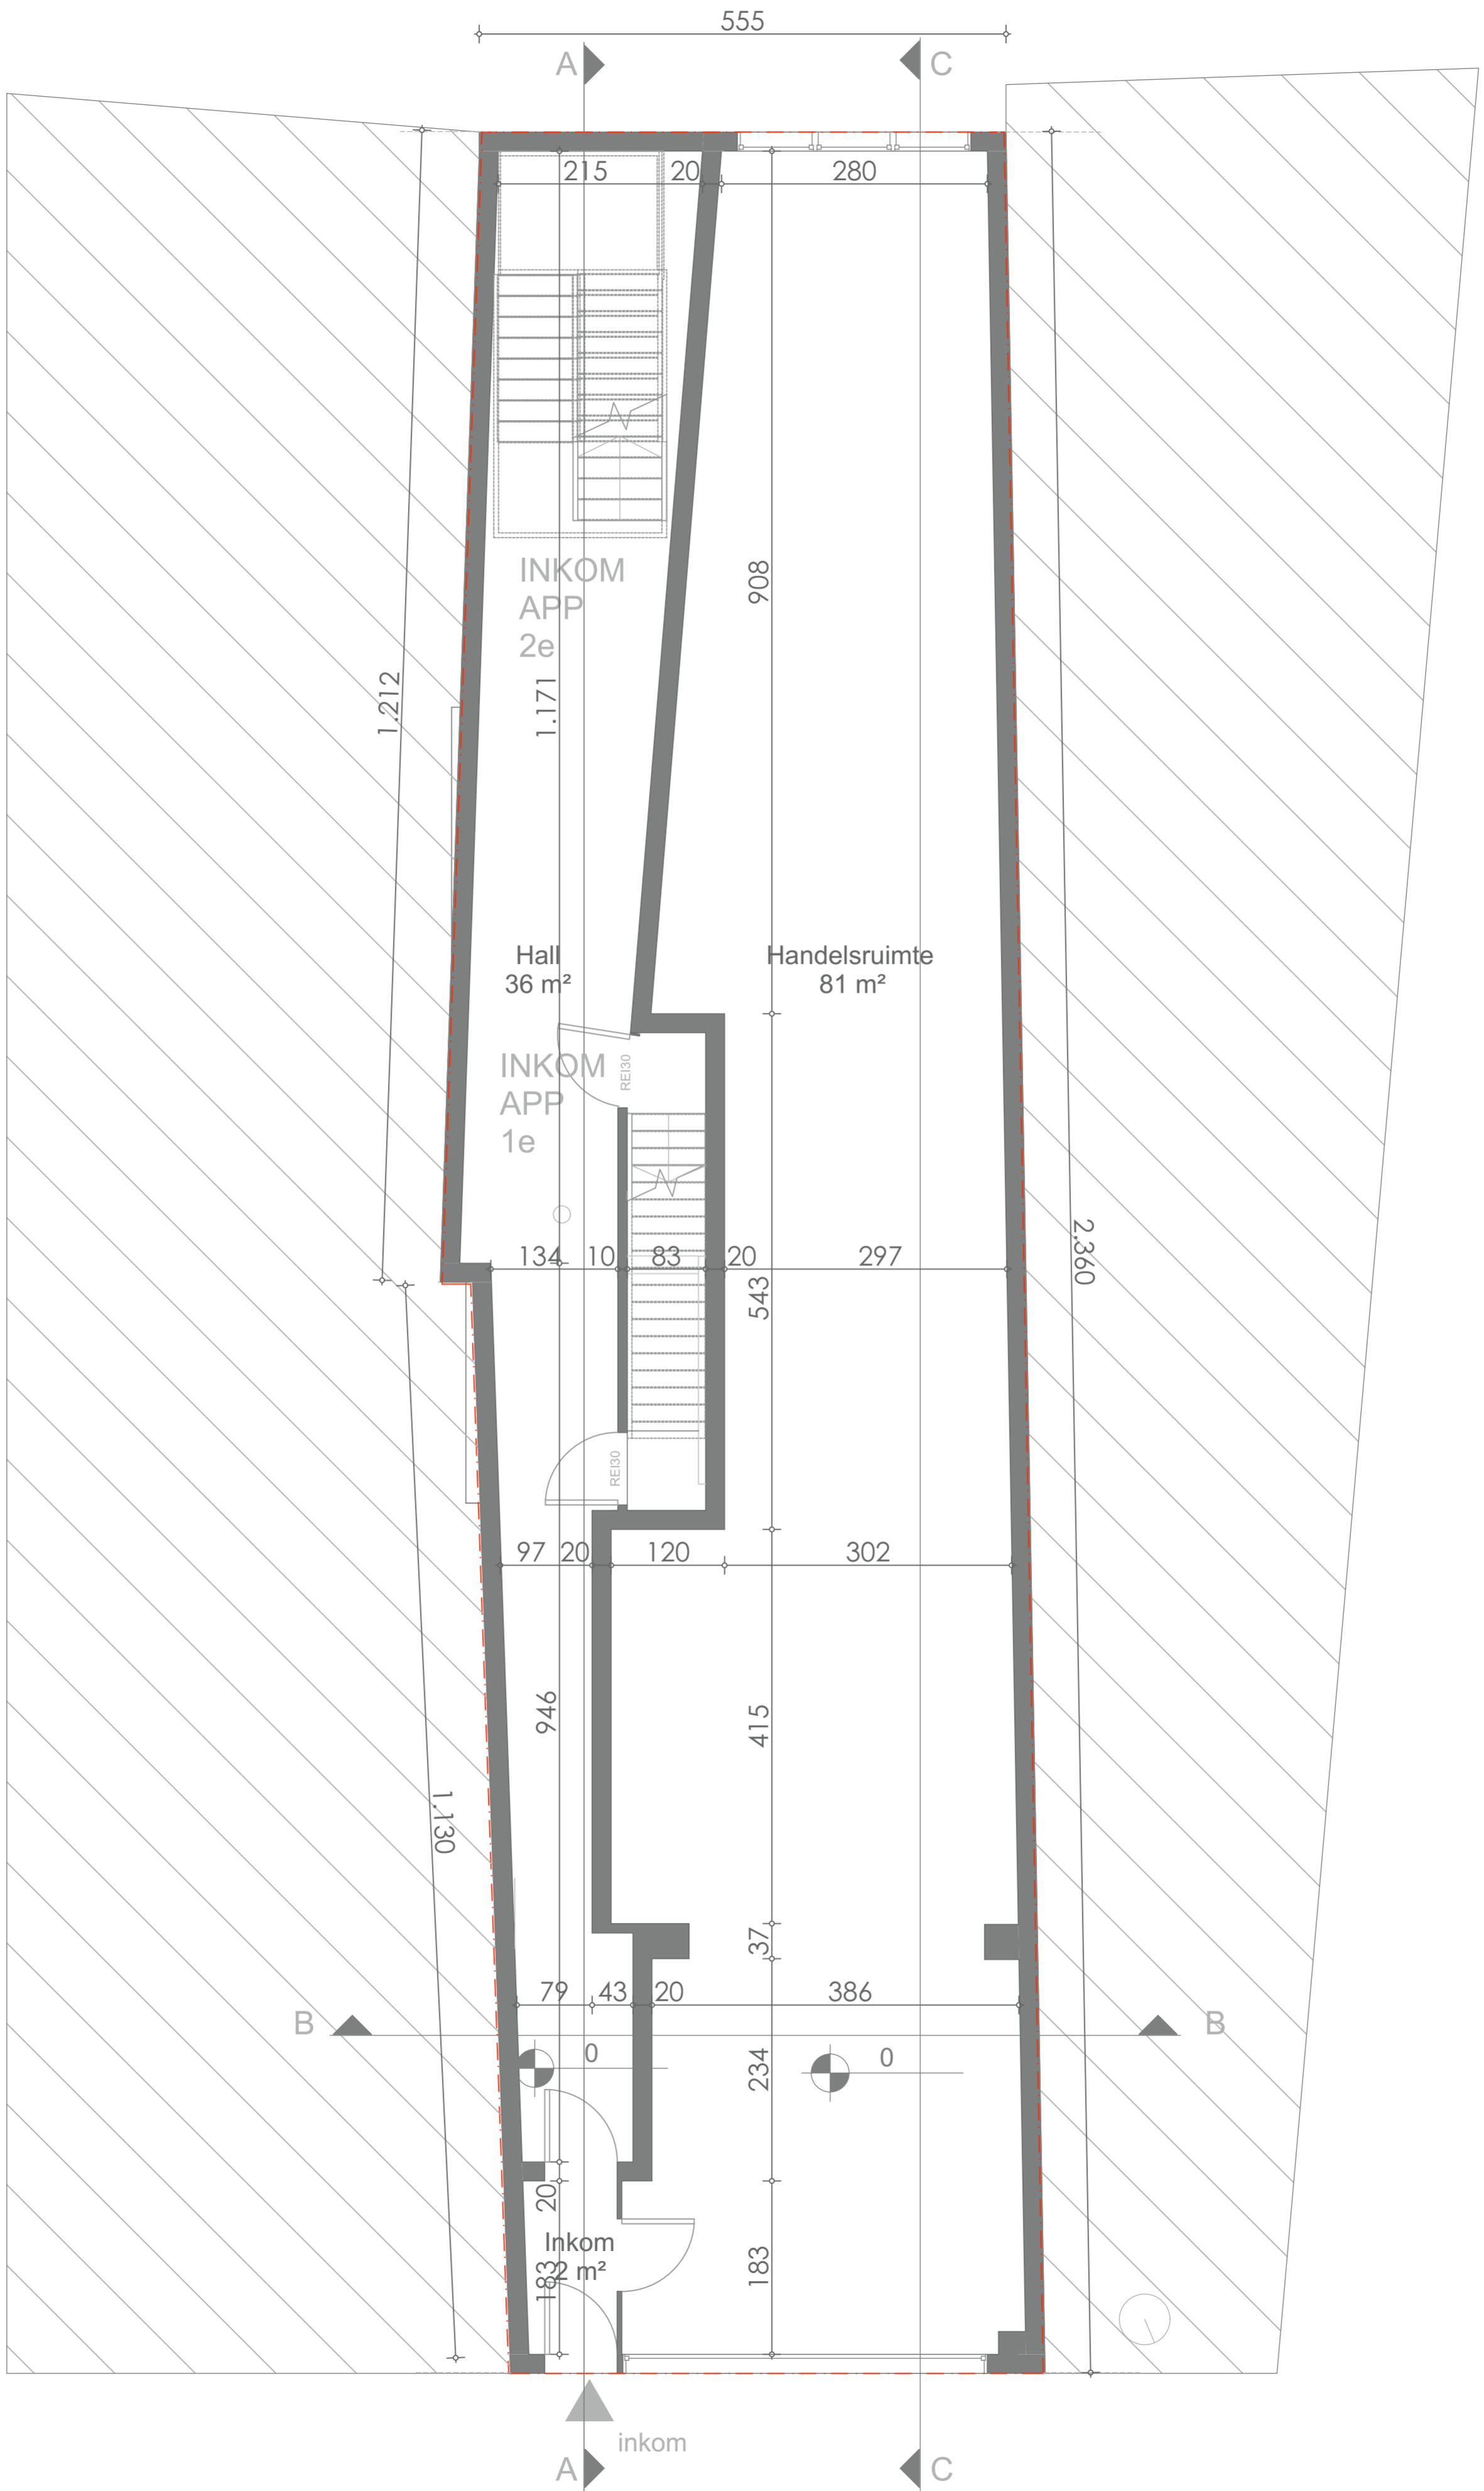 555
A
C
215
20
280
INKOM
APP
2e
908
1.212
1.171
Hall
36 m²
Handelsruimte
81 m²
INKOM
APP
1e
REI30
134
10
83
20
297
2.360
543
REI30
97
20
120
302
946
415
1.130
37
79
43
20
386
B
B
0
0
234
20
Inkom
2 m²
183
183
inkom
A
C